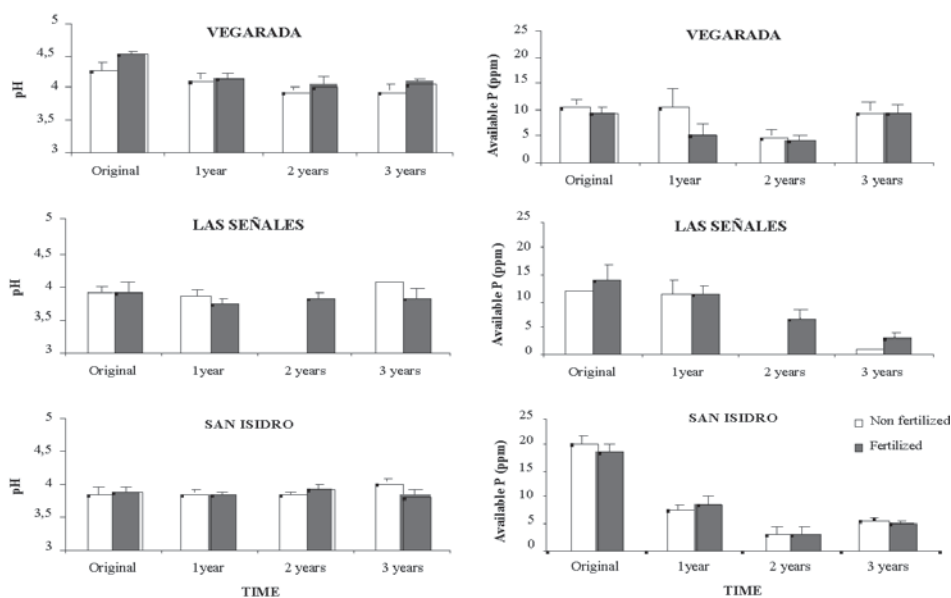 VEGARADA
pH
5
4,5
4
3,5
3
Original 1year 2 years 3 years
VEGARADA
Available P (ppm)
25
20
15
10
5
0
Original 1year 2 years 3 years
LAS SEÑALES
pH
5
4,5
4
3,5
3
Original 1year 2 years 3 years
LAS SEÑALES
Available P (ppm)
25
20
15
10
5
0
Original 1year 2 years 3 years
SAN ISIDRO
pH
5
4,5
4
3,5
3
Original 1year 2 years 3 years
TIME
SAN ISIDRO
Available P (ppm)
25
20
15
10
5
0
Non fertilized
Fertilized
Original 1year 2 years 3 years
TIME